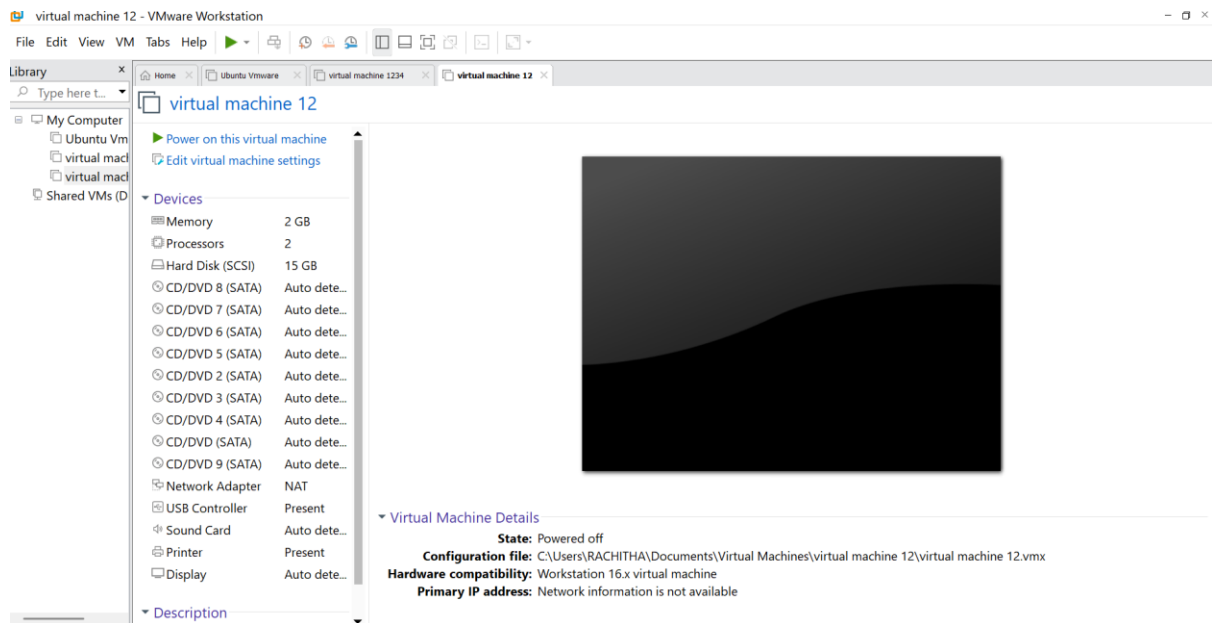 virtual machine 12 - VMware Workstation
File Edit View VM Tabs Help
Library
Type here t...
My Computer
Ubuntu Vm
virtual mac
virtual mac
Shared VMs (D
Home
Ubuntu Vmware
virtual machine 1234
virtual machine 12
virtual machine 12
Power on this virtual machine
Edit virtual machine settings
Devices
Memory 2 GB
Processors 2
Hard Disk (SCSI) 15 GB
CD/DVD 8 (SATA) Auto dete...
CD/DVD 7 (SATA) Auto dete...
CD/DVD 6 (SATA) Auto dete...
CD/DVD 5 (SATA) Auto dete...
CD/DVD 2 (SATA) Auto dete...
CD/DVD 3 (SATA) Auto dete...
CD/DVD 4 (SATA) Auto dete...
CD/DVD (SATA) Auto dete...
CD/DVD 9 (SATA) Auto dete...
Network Adapter NAT
USB Controller Present
Sound Card Auto dete...
Printer Present
Display Auto dete...
Description
Virtual Machine Details
State: Powered off
Configuration file: C:\Users\RACHITHA\Documents\Virtual Machines\virtual machine 12\virtual machine 12.vmx
Hardware compatibility: Workstation 16.x virtual machine
Primary IP address: Network information is not available